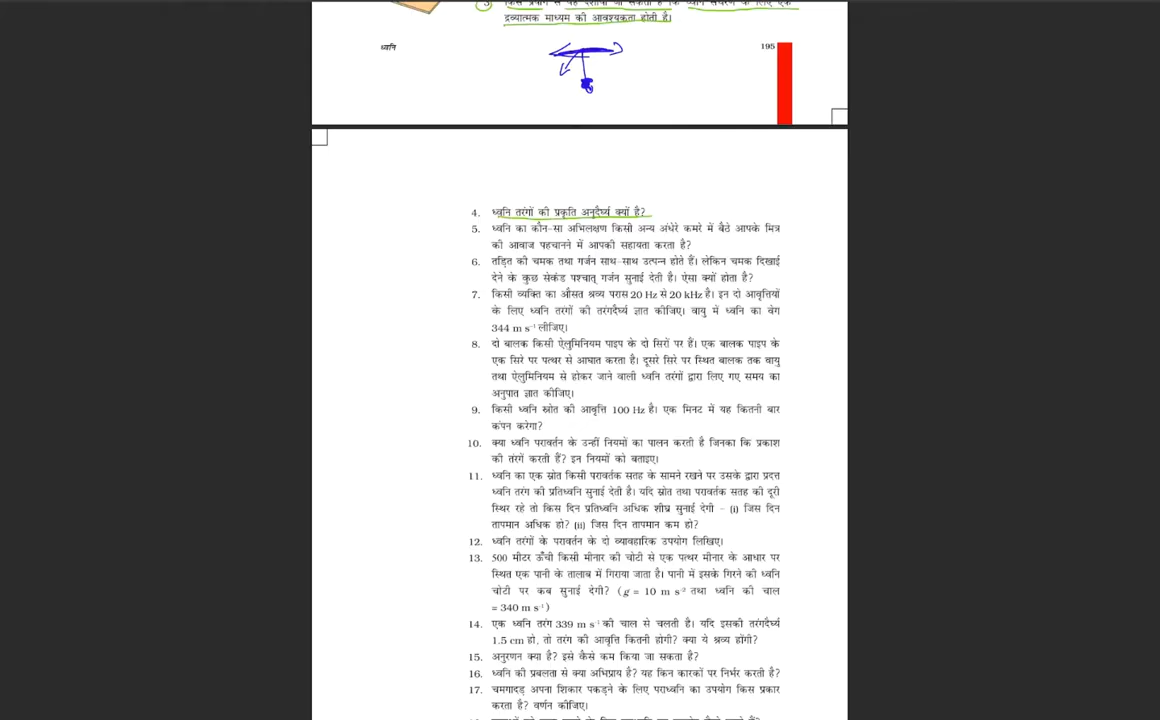 3
द्रव्यात्मक माध्यम की आवश्यकता होती है।
ध्वनि
195
4. ध्वनि तरंगों की प्रकृति अनुदैर्घ्य क्यों है?
5. ध्वनि का कौन-सा अभिलक्षण किसी अन्य अंधेरे कमरे में बैठे आपके मित्र
की आवाज पहचानने में आपकी सहायता करता है?
6. तड़ित की चमक तथा गर्जन साथ-साथ उत्पन्न होते हैं। लेकिन चमक दिखाई
देने के कुछ सेकंड पश्चात् गर्जन सुनाई देती है। ऐसा क्यों होता है?
7. किसी व्यक्ति का औसत श्रव्य परास 20 Hz से 20 kHz है। इन दो आवृत्तियों
के लिए ध्वनि तरंगों की तरंगदैर्घ्य ज्ञात कीजिए। वायु में ध्वनि का वेग
344 m s⁻¹ लीजिए।
8. दो बालक किसी ऐलुमिनियम पाइप के दो सिरों पर हैं। एक बालक पाइप के
एक सिरे पर पत्थर से आघात करता है। दूसरे सिरे पर स्थित बालक तक वायु
तथा ऐलुमिनियम से होकर जाने वाली ध्वनि तरंगों द्वारा लिए गए समय का
अनुपात ज्ञात कीजिए।
9. किसी ध्वनि स्रोत की आवृत्ति 100 Hz है। एक मिनट में यह कितनी बार
कंपन करेगा?
10. क्या ध्वनि परावर्तन के उन्हीं नियमों का पालन करती है जिनका कि प्रकाश
की तरंगें करती हैं? इन नियमों को बताइए।
11. ध्वनि का एक स्रोत किसी परावर्तक सतह के सामने रखने पर उसके द्वारा प्रदत्त
ध्वनि तरंग की प्रतिध्वनि सुनाई देती है। यदि स्रोत तथा परावर्तक सतह की दूरी
स्थिर रहे तो किस दिन प्रतिध्वनि अधिक शीघ्र सुनाई देगी - (i) जिस दिन
तापमान अधिक हो? (ii) जिस दिन तापमान कम हो?
12. ध्वनि तरंगों के परावर्तन के दो व्यावहारिक उपयोग लिखिए।
13. 500 मीटर ऊँची किसी मीनार की चोटी से एक पत्थर मीनार के आधार पर
स्थित एक पानी के तालाब में गिराया जाता है। पानी में इसके गिरने की ध्वनि
चोटी पर कब सुनाई देगी? (g = 10 m s⁻² तथा ध्वनि की चाल
= 340 m s⁻¹)
14. एक ध्वनि तरंग 339 m s⁻¹ की चाल से चलती है। यदि इसकी तरंगदैर्घ्य
1.5 cm हो, तो तरंग की आवृत्ति कितनी होगी? क्या ये श्रव्य होंगी?
15. अनुरणन क्या है? इसे कैसे कम किया जा सकता है?
16. ध्वनि की प्रबलता से क्या अभिप्राय है? यह किन कारकों पर निर्भर करती है?
17. चमगादड़ अपना शिकार पकड़ने के लिए पराध्वनि का उपयोग किस प्रकार
करता है? वर्णन कीजिए।